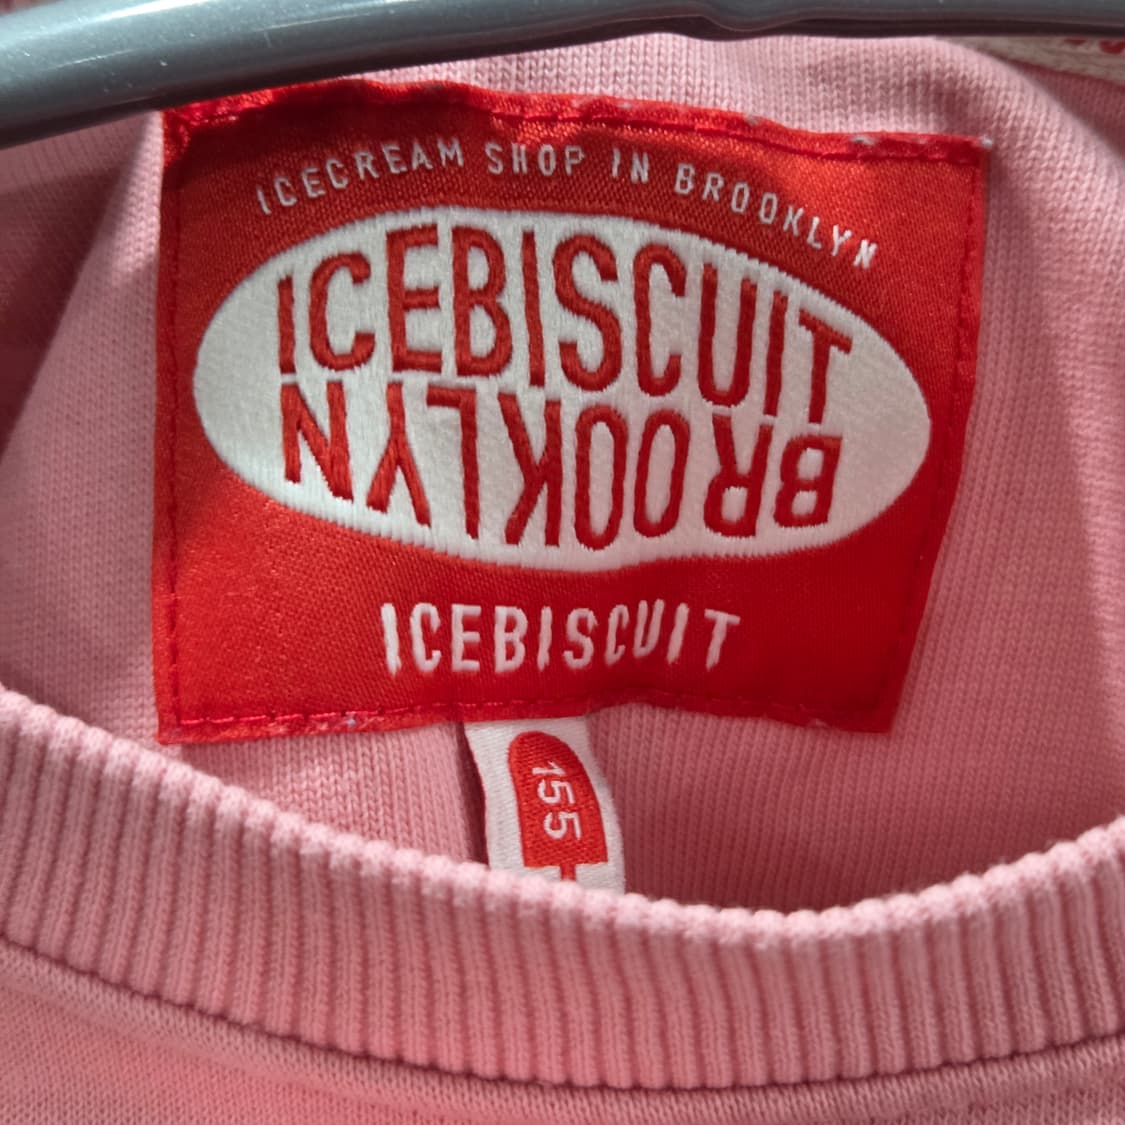 ICECREAM SHOP IN BROOKLYN
ICEBISCUIT
BROOKLYN
ICEBISCUIT
155